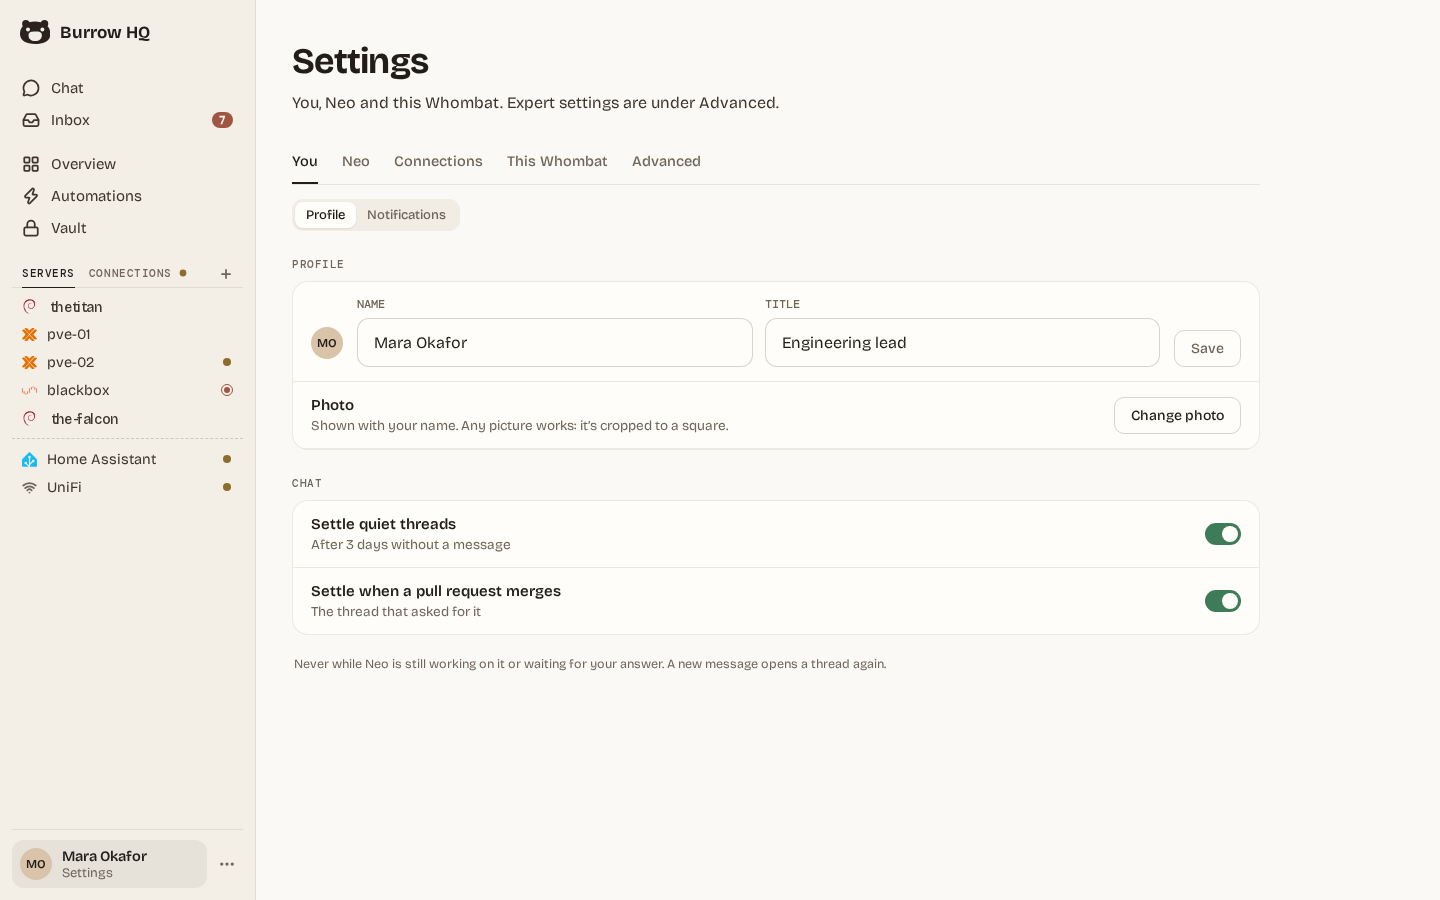 Burrow HQ
Chat
Inbox
7
Overview
Automations
Vault
SERVERS
CONNECTIONS
thetitan
pve-01
pve-02
blackbox
the-falcon
Home Assistant
UniFi
MO
Mara Okafor
Settings
Settings
You, Neo and this Whombat. Expert settings are under Advanced.
You
Neo
Connections
This Whombat
Advanced
Profile
Notifications
PROFILE
NAME
TITLE
MO
Mara Okafor
Engineering lead
Save
Photo
Shown with your name. Any picture works: it's cropped to a square.
Change photo
CHAT
Settle quiet threads
After 3 days without a message
Settle when a pull request merges
The thread that asked for it
Never while Neo is still working on it or waiting for your answer. A new message opens a thread again.